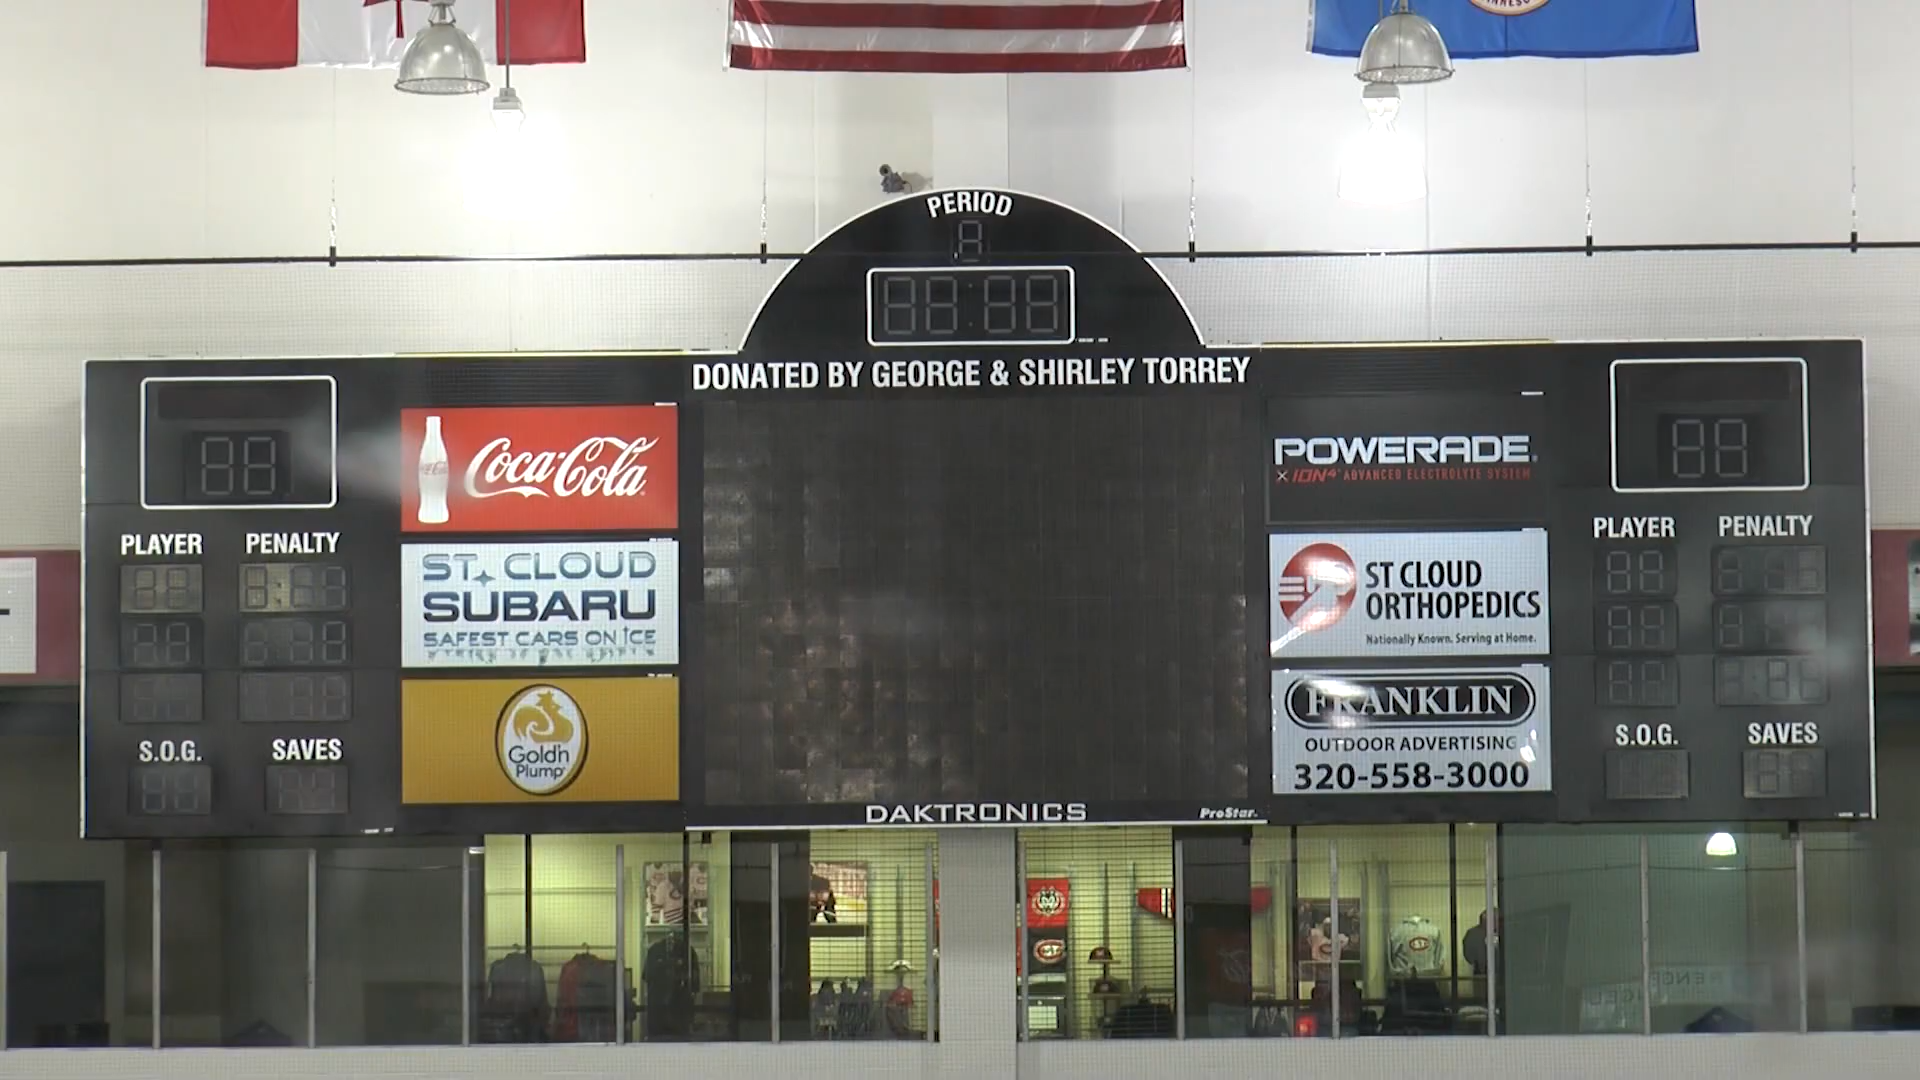 PERIOD
DONATED BY GEORGE & SHIRLEY TORREY
Coca-Cola
POWERADE
ION4 ADVANCED ELECTROLYTE SYSTEM
PLAYER PENALTY
ST. CLOUD
SUBARU
SAFEST CARS ON ICE
ST CLOUD
ORTHOPEDICS
Nationally Known. Serving at Home.
PLAYER PENALTY
S.O.G. SAVES
Gold'n
Plump
FRANKLIN
OUTDOOR ADVERTISING
320-558-3000
S.O.G. SAVES
DAKTRONICS
ProStar